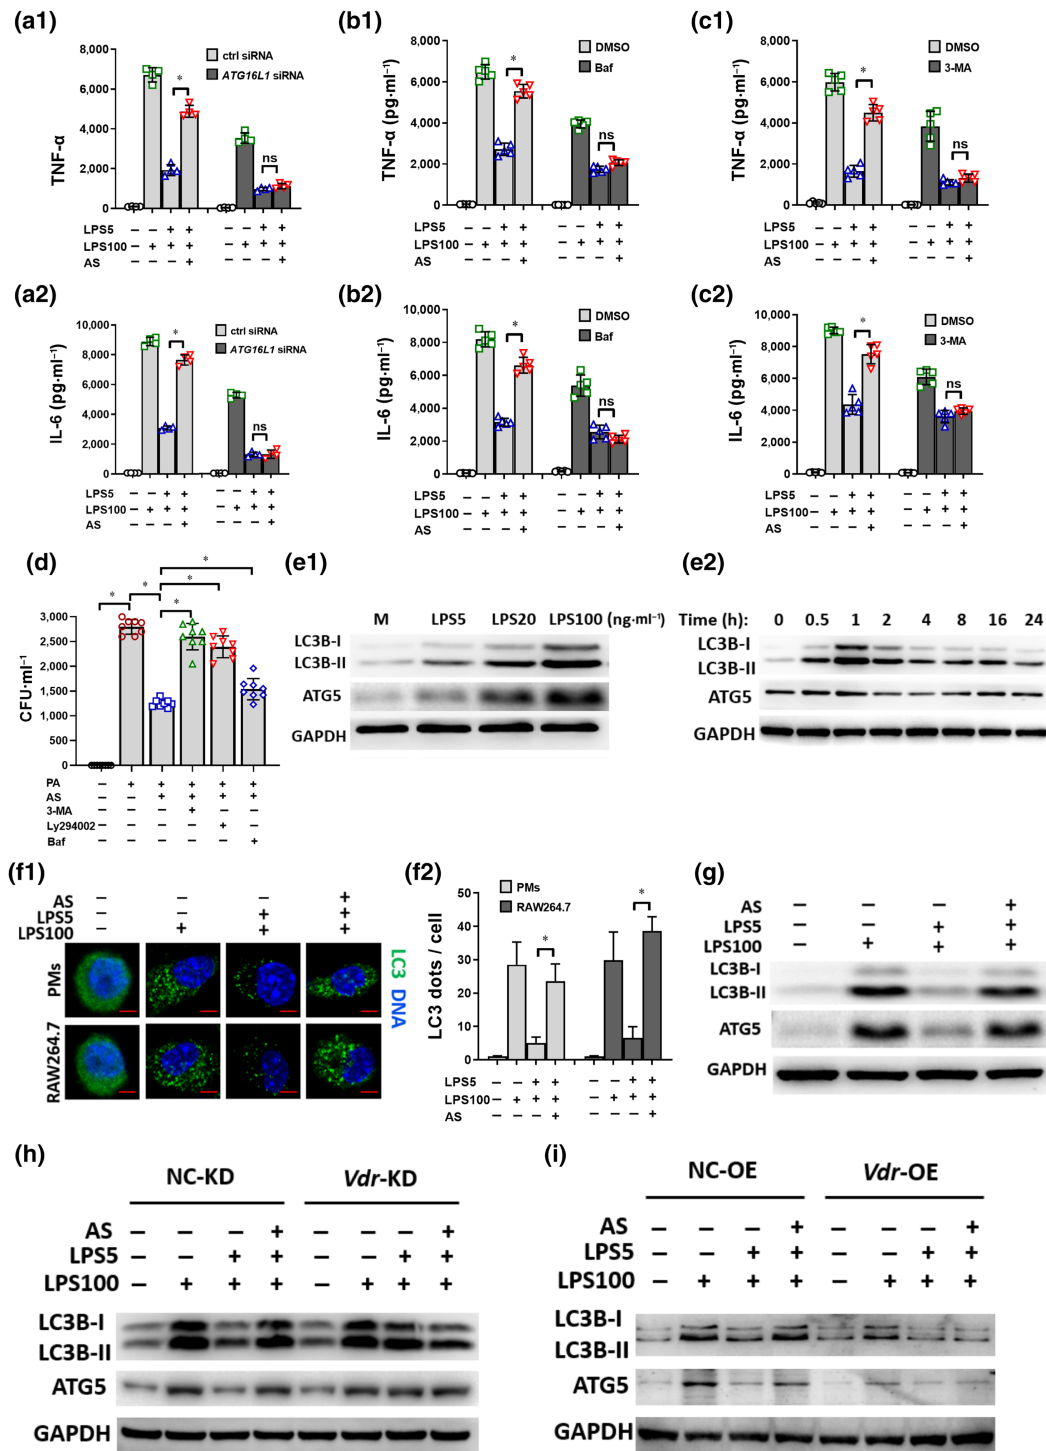 (a1)
TNF-α
8,000
6,000
4,000
2,000
0
ctrl siRNA
ATG16L1 siRNA
*
ns
LPS5 – – + + – – + +
LPS100 – + + + – + + +
AS – – – + – – – +
(b1)
TNF-α (pg·ml⁻¹)
8,000
6,000
4,000
2,000
0
DMSO
Baf
*
ns
LPS5 – – + + – – + +
LPS100 – + + + – + + +
AS – – – + – – – +
(c1)
TNF-α (pg·ml⁻¹)
8,000
6,000
4,000
2,000
0
DMSO
3-MA
*
ns
LPS5 – – + + – – + +
LPS100 – + + + – + + +
AS – – – + – – – +
(a2)
IL-6 (pg·ml⁻¹)
10,000
8,000
6,000
4,000
2,000
0
ctrl siRNA
ATG16L1 siRNA
*
ns
LPS5 – – + + – – + +
LPS100 – + + + – + + +
AS – – – + – – – +
(b2)
IL-6 (pg·ml⁻¹)
10,000
8,000
6,000
4,000
2,000
0
DMSO
Baf
*
ns
LPS5 – – + + – – + +
LPS100 – + + + – + + +
AS – – – + – – – +
(c2)
IL-6 (pg·ml⁻¹)
10,000
8,000
6,000
4,000
2,000
0
DMSO
3-MA
*
ns
LPS5 – – + + – – + +
LPS100 – + + + – + + +
AS – – – + – – – +
(d)
CFU·ml⁻¹
3,000
2,500
2,000
1,500
1,000
500
0
* * * * *
PA – + + + + +
AS – – + + + +
3-MA – – – + – –
Ly294002 – – – – + –
Baf – – – – – +
(e1)
M LPS5 LPS20 LPS100 (ng·ml⁻¹)
LC3B-I
LC3B-II
ATG5
GAPDH
(e2)
Time (h): 0 0.5 1 2 4 8 16 24
LC3B-I
LC3B-II
ATG5
GAPDH
(f1)
AS – – – +
LPS5 – – + +
LPS100 – + + +
PMs
RAW264.7
LC3 DNA
(f2)
LC3 dots / cell
50
40
30
20
10
0
PMs
RAW264.7
*
*
LPS5 – – + + – – + +
LPS100 – + + + – + + +
AS – – – + – – – +
(g)
AS – – – +
LPS5 – – + +
LPS100 – + + +
LC3B-I
LC3B-II
ATG5
GAPDH
(h)
NC-KD Vdr-KD
AS – – – + – – – +
LPS5 – – + + – – + +
LPS100 – + + + – + + +
LC3B-I
LC3B-II
ATG5
GAPDH
(i)
NC-OE Vdr-OE
AS – – – + – – – +
LPS5 – – + + – – + +
LPS100 – + + + – + + +
LC3B-I
LC3B-II
ATG5
GAPDH